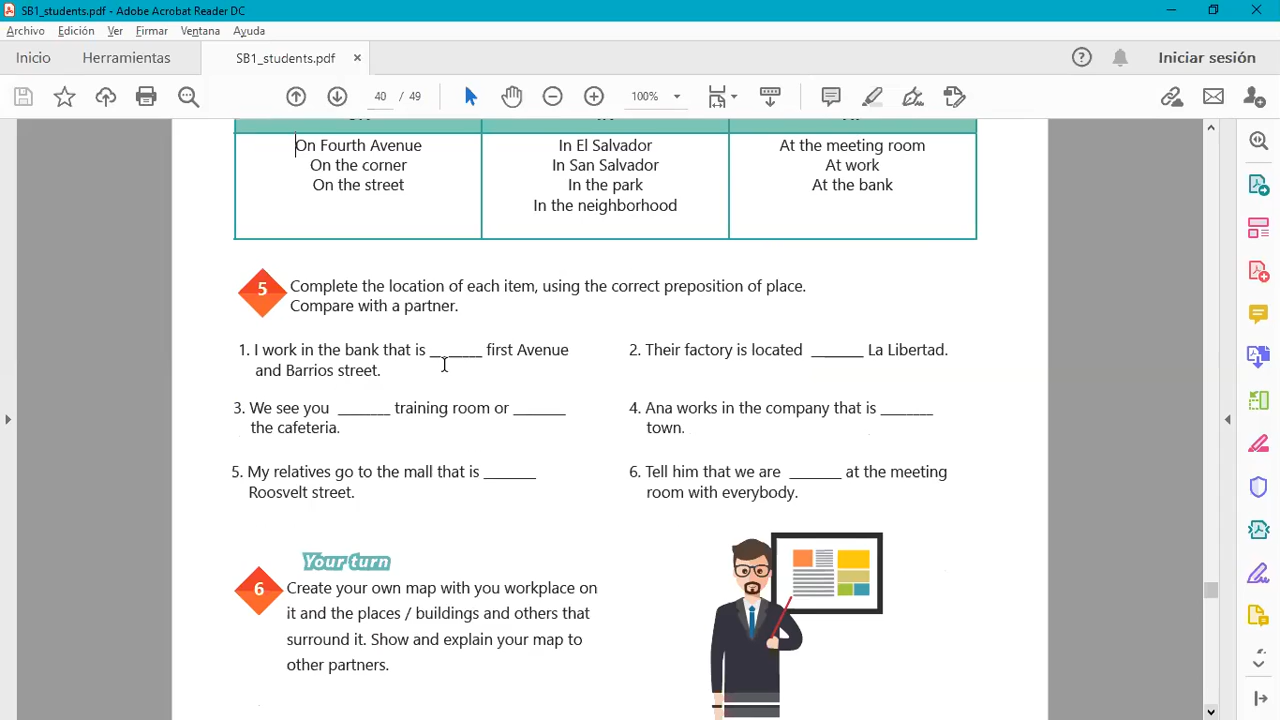 SB1_students.pdf - Adobe Acrobat Reader DC
Archivo Edición Ver Firmar Ventana Ayuda
Inicio Herramientas SB1_students.pdf × Iniciar sesión
40 / 49 100%
On Fourth Avenue
On the corner
On the street
In El Salvador
In San Salvador
In the park
In the neighborhood
At the meeting room
At work
At the bank
5 Complete the location of each item, using the correct preposition of place.
Compare with a partner.
1. I work in the bank that is ________ first Avenue
and Barrios street.
2. Their factory is located ________ La Libertad.
3. We see you ________ training room or ________
the cafeteria.
4. Ana works in the company that is ________
town.
5. My relatives go to the mall that is ________
Roosvelt street.
6. Tell him that we are ________ at the meeting
room with everybody.
Your turn
6 Create your own map with you workplace on
it and the places / buildings and others that
surround it. Show and explain your map to
other partners.